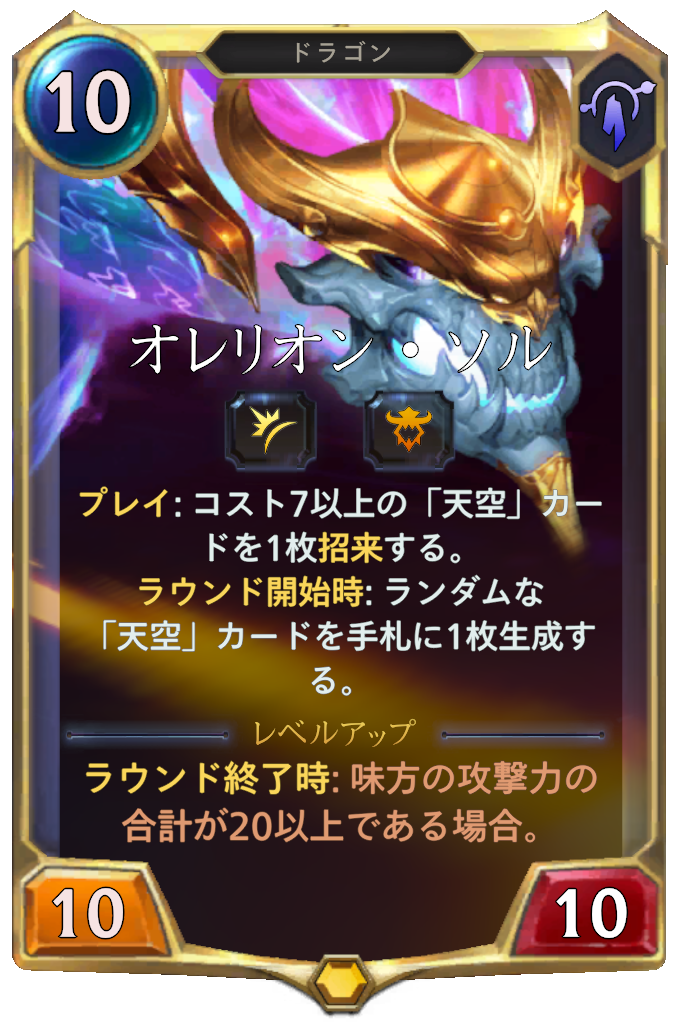 10
ドラゴン
オレリオン・ソル
プレイ: コスト7以上の「天空」カー
ドを1枚招来する。
ラウンド開始時: ランダムな
「天空」カードを手札に1枚生成す
る。
レベルアップ
ラウンド終了時: 味方の攻撃力の
合計が20以上である場合。
10
10